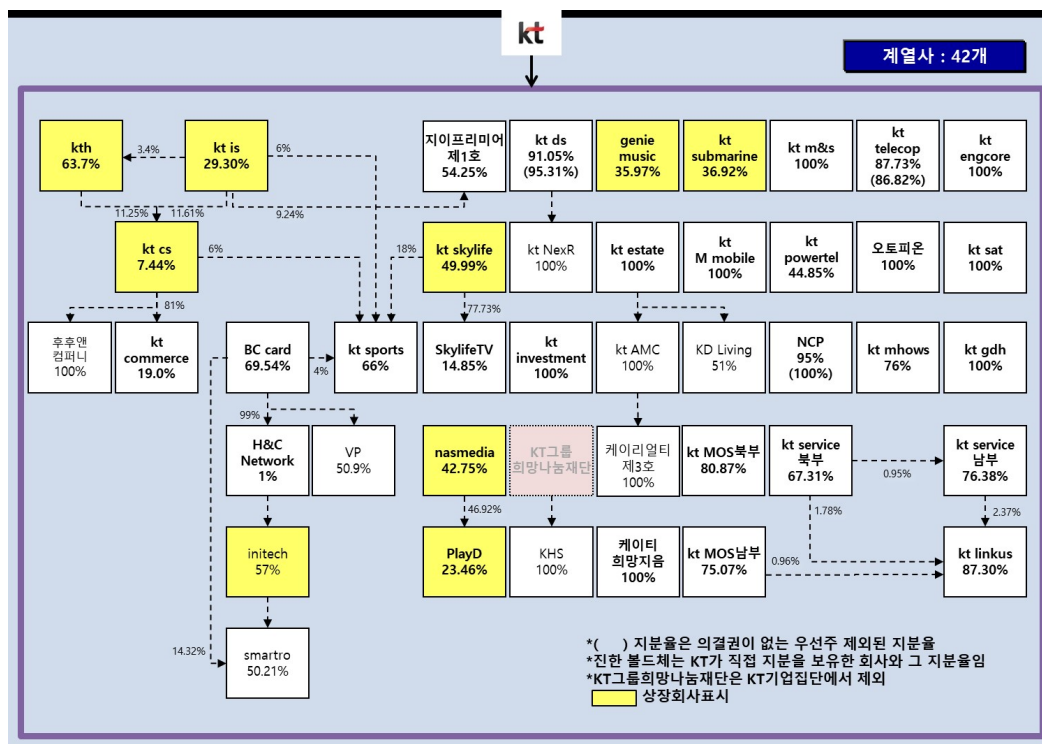 kt
계열사 : 42개
kth
63.7%
3.4%
kt is
29.30%
6%
지이프리미어
제1호
54.25%
kt ds
91.05%
(95.31%)
genie
music
35.97%
kt
submarine
36.92%
kt m&s
100%
kt
telecop
87.73%
(86.82%)
kt
engcore
100%
11.25%
11.61%
9.24%
kt cs
7.44%
6%
18%
kt skylife
49.99%
kt NexR
100%
kt estate
100%
kt
M mobile
100%
kt
powertel
44.85%
오토피온
100%
kt sat
100%
81%
77.73%
후후앤
컴퍼니
100%
kt
commerce
19.0%
BC card
69.54%
4%
kt sports
66%
SkylifeTV
14.85%
kt
investment
100%
kt AMC
100%
KD Living
51%
NCP
95%
(100%)
kt mhows
76%
kt gdh
100%
99%
H&C
Network
1%
VP
50.9%
nasmedia
42.75%
KT그룹
희망나눔재단
케이리얼티
제3호
100%
kt MOS북부
80.87%
kt service
북부
67.31%
0.95%
kt service
남부
76.38%
46.92%
1.78%
2.37%
initech
57%
PlayD
23.46%
KHS
100%
케이티
희망지음
100%
kt MOS남부
75.07%
0.96%
kt linkus
87.30%
14.32%
smartro
50.21%
*( ) 지분율은 의결권이 없는 우선주 제외된 지분율
*진한 볼드체는 KT가 직접 지분을 보유한 회사와 그 지분율임
*KT그룹희망나눔재단은 KT기업집단에서 제외
상장회사표시